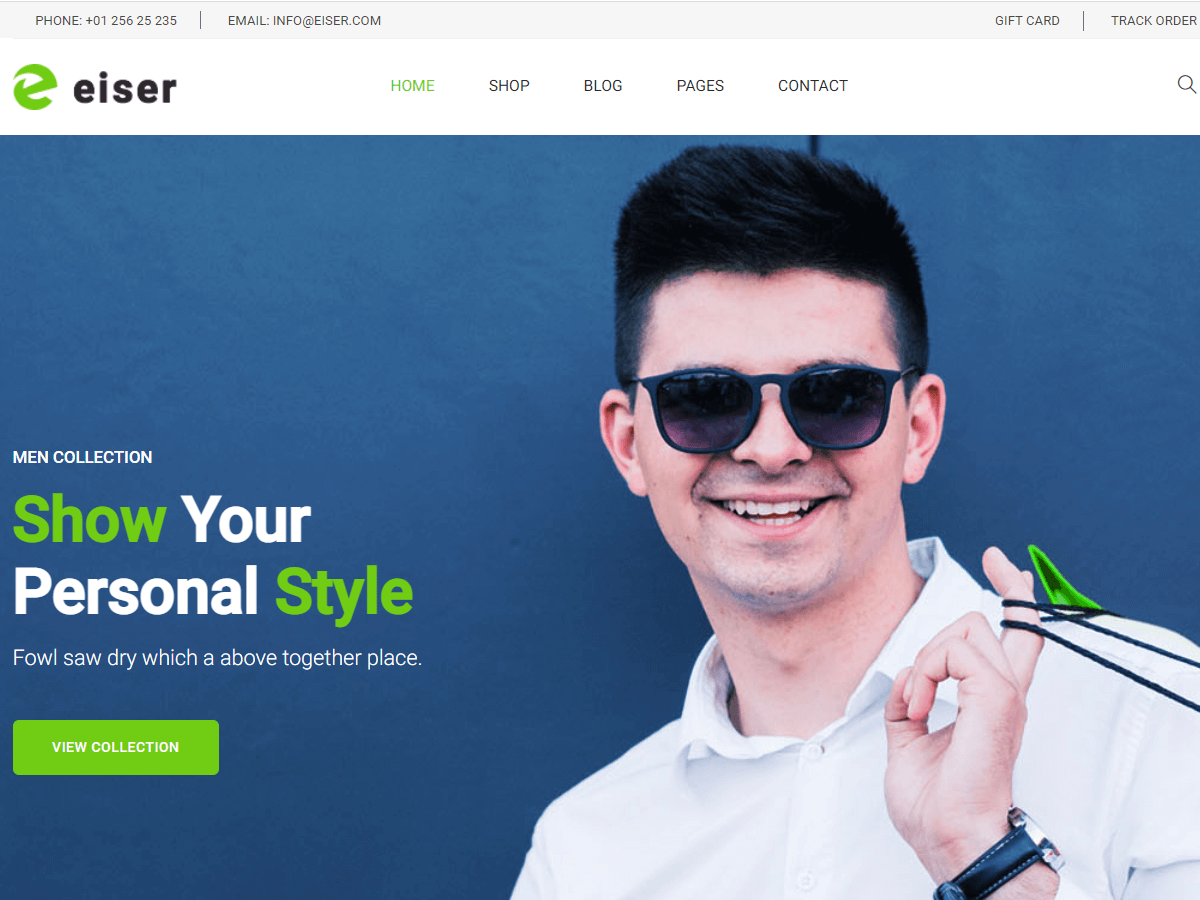 PHONE: +01 256 25 235
EMAIL: INFO@EISER.COM
GIFT CARD
TRACK ORDER
eiser
HOME
SHOP
BLOG
PAGES
CONTACT
MEN COLLECTION
Show Your
Personal Style
Fowl saw dry which a above together place.
VIEW COLLECTION